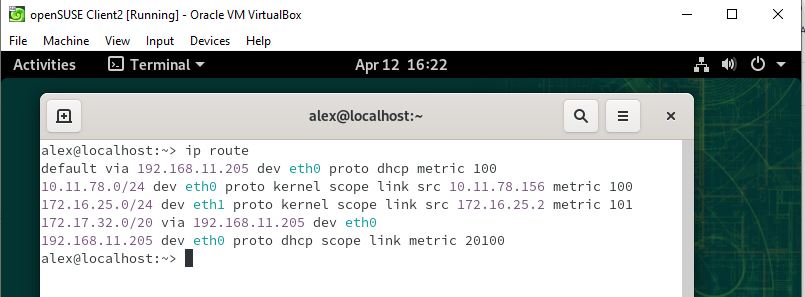 openSUSE Client2 [Running] - Oracle VM VirtualBox
File Machine View Input Devices Help
Activities Terminal Apr 12 16:22
alex@localhost:~
alex@localhost:~> ip route
default via 192.168.11.205 dev eth0 proto dhcp metric 100
10.11.78.0/24 dev eth0 proto kernel scope link src 10.11.78.156 metric 100
172.16.25.0/24 dev eth1 proto kernel scope link src 172.16.25.2 metric 101
172.17.32.0/20 via 192.168.11.205 dev eth0
192.168.11.205 dev eth0 proto dhcp scope link metric 20100
alex@localhost:~>